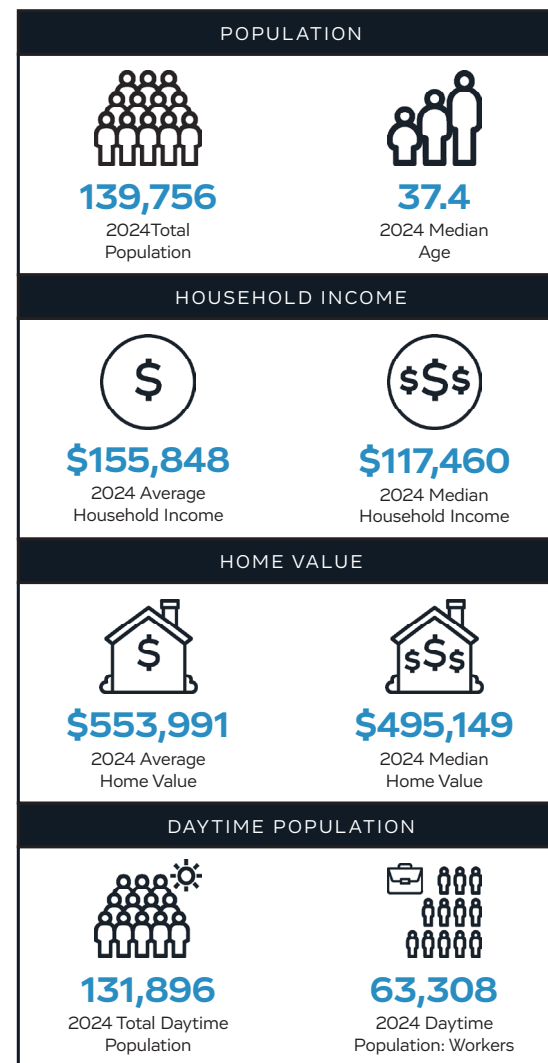 POPULATION
139,756
2024Total
Population
37.4
2024 Median
Age
HOUSEHOLD INCOME
$
$155,848
2024 Average
Household Income
$$$
$117,460
2024 Median
Household Income
HOME VALUE
$
$553,991
2024 Average
Home Value
$$$
$495,149
2024 Median
Home Value
DAYTIME POPULATION
131,896
2024 Total Daytime
Population
63,308
2024 Daytime
Population: Workers